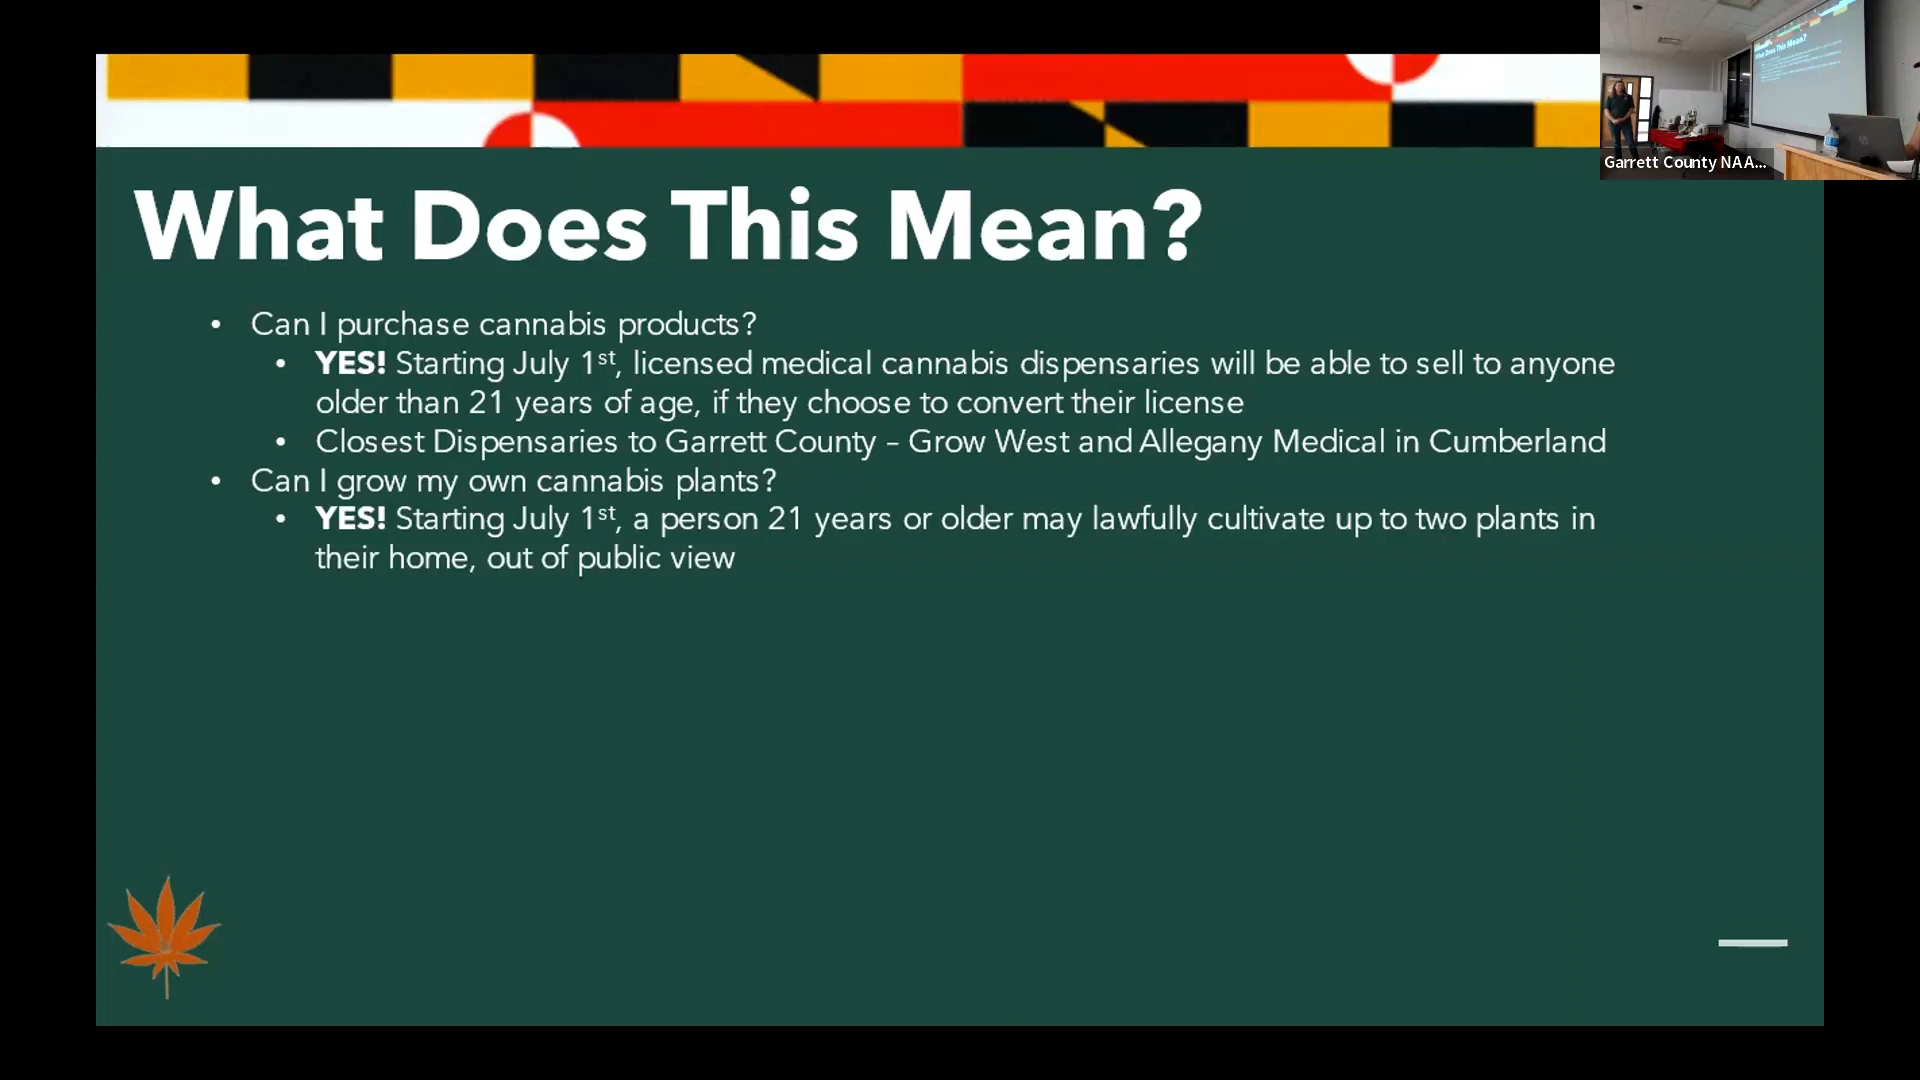 Garrett County NAA...
What Does This Mean?
• Can I purchase cannabis products?
• YES! Starting July 1st, licensed medical cannabis dispensaries will be able to sell to anyone
older than 21 years of age, if they choose to convert their license
• Closest Dispensaries to Garrett County – Grow West and Allegany Medical in Cumberland
• Can I grow my own cannabis plants?
• YES! Starting July 1st, a person 21 years or older may lawfully cultivate up to two plants in
their home, out of public view